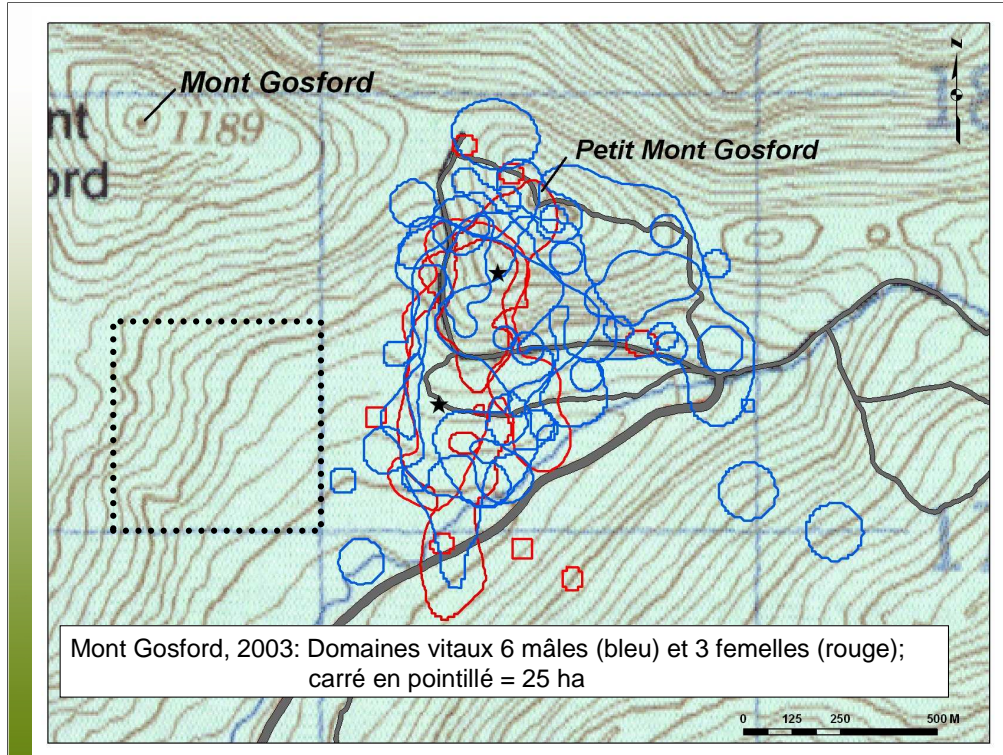 Mont Gosford
nt
1189
ord
Petit Mont Gosford
Mont Gosford, 2003: Domaines vitaux 6 mâles (bleu) et 3 femelles (rouge);
carré en pointillé = 25 ha
0 125 250 500 M